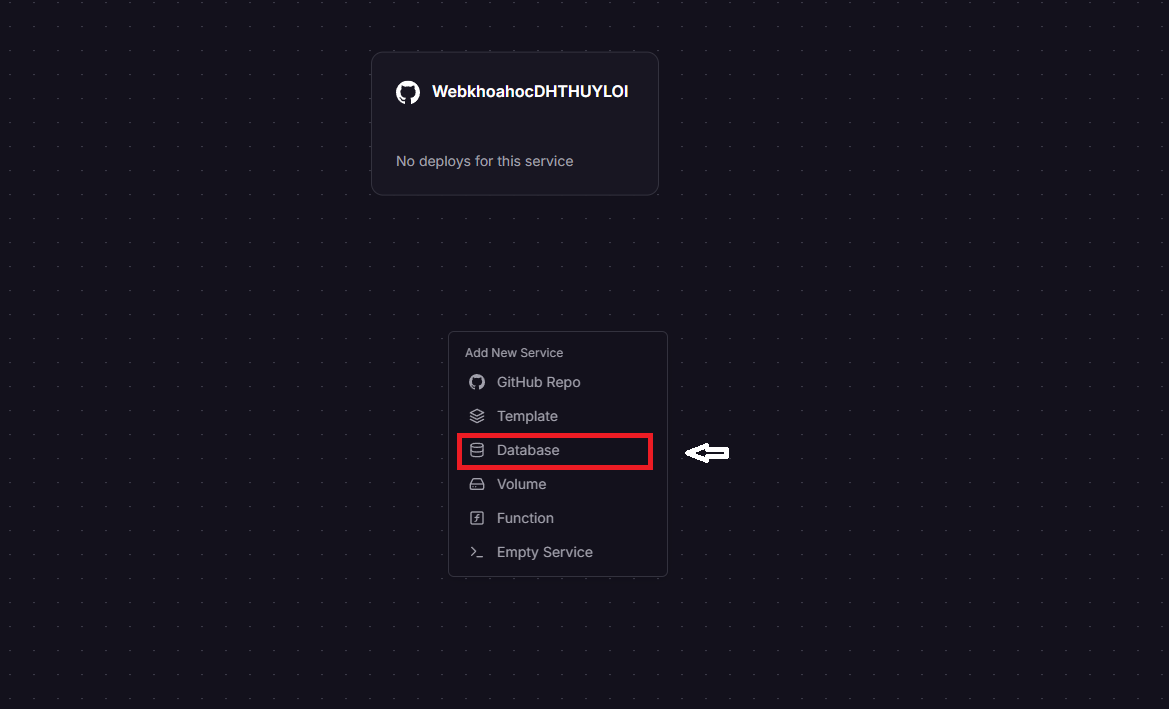 WebkhoahocDHTHUYLOI
No deploys for this service
Add New Service
GitHub Repo
Template
Database
Volume
Function
Empty Service